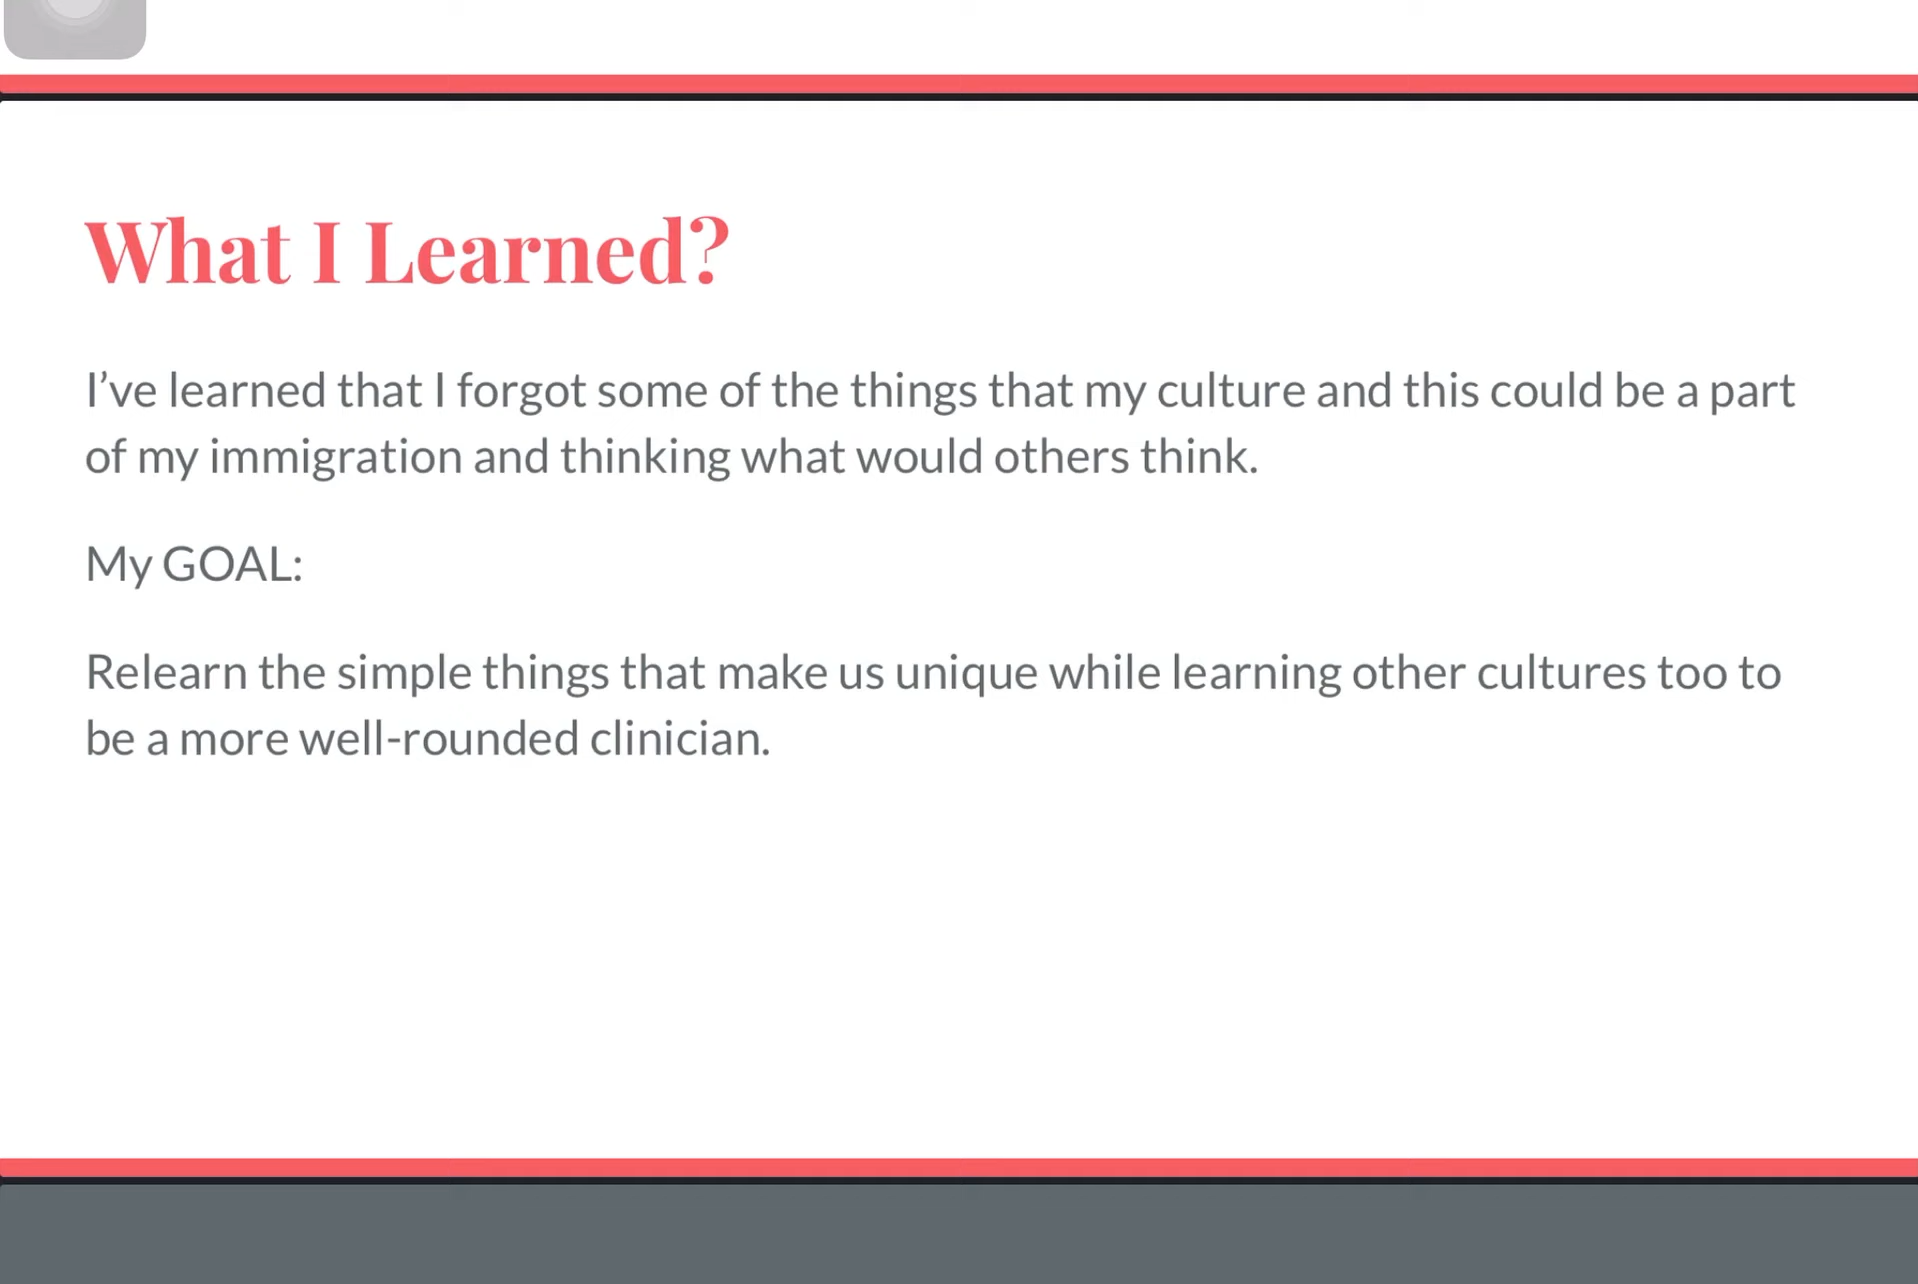 What I Learned?
I’ve learned that I forgot some of the things that my culture and this could be a part
of my immigration and thinking what would others think.
My GOAL:
Relearn the simple things that make us unique while learning other cultures too to
be a more well-rounded clinician.